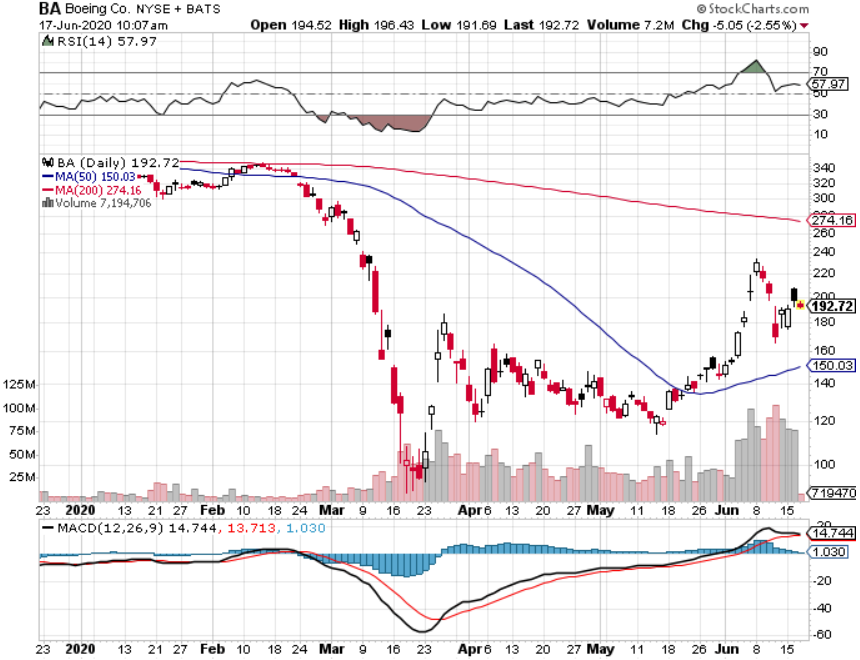 BA Boeing Co. NYSE + BATS © StockCharts.com
17-Jun-2020 10:07am Open 194.52 High 196.43 Low 191.69 Last 192.72 Volume 7.2M Chg -5.05 (-2.55%)
RSI(14) 57.97
90
70
57.97
50
30
10
BA (Daily) 192.72
MA(50) 150.03
MA(200) 274.16
Volume 7,194,706
340
320
300
280
274.16
260
240
220
200
192.72
180
160
150.03
140
120
100
7194706
125M
100M
75M
50M
25M
23 2020 13 21 27 Feb 10 18 24 Mar 9 16 23 Apr 6 13 20 27 May 11 18 26 Jun 8 15
MACD(12,26,9) 14.744, 13.713, 1.030
20
14.744
1.030
-20
-40
-60
23 2020 13 21 27 Feb 10 18 24 Mar 9 16 23 Apr 6 13 20 27 May 11 18 26 Jun 8 15